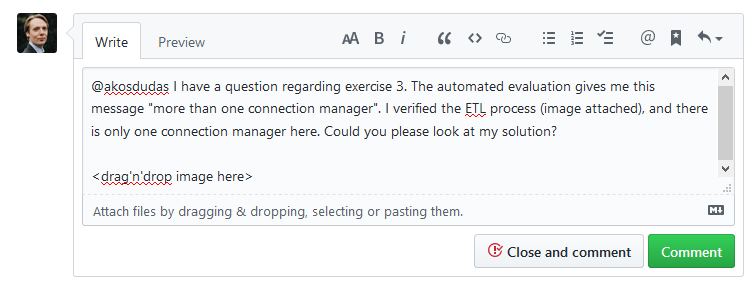 Write
Preview
AA B i
@akosdudas I have a question regarding exercise 3. The automated evaluation gives me this
message "more than one connection manager". I verified the ETL process (image attached), and there
is only one connection manager here. Could you please look at my solution?
<drag'n'drop image here>
Attach files by dragging & dropping, selecting or pasting them.
Close and comment
Comment